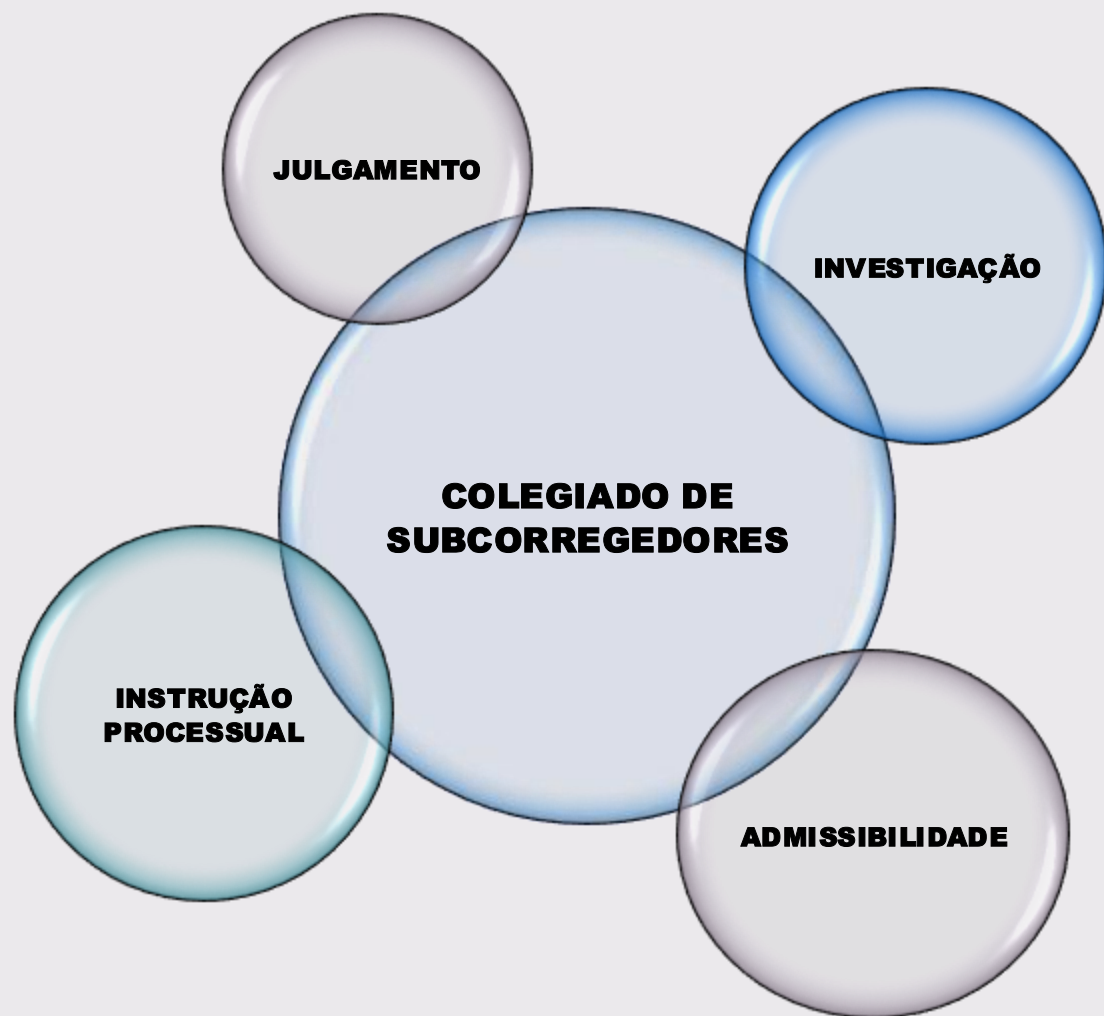 JULGAMENTO
INVESTIGAÇÃO
COLEGIADO DE
SUBCORREGEDORES
INSTRUÇÃO
PROCESSUAL
ADMISSIBILIDADE